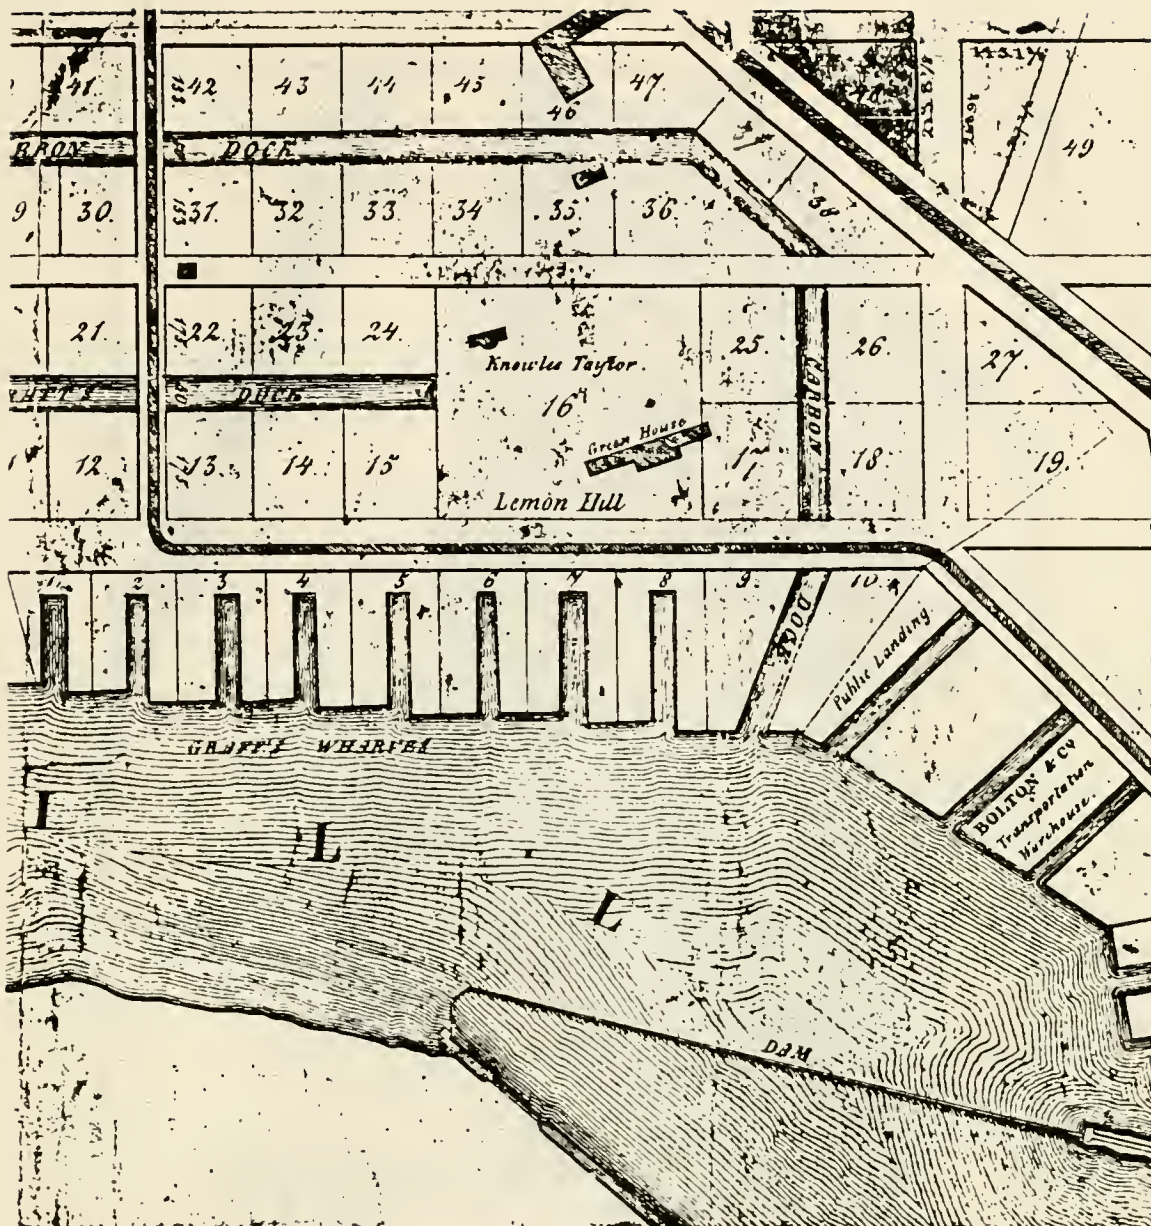 41 42 43 44 45 46 47 49
DOCK
30. 31. 32 33. 34 35. 36. 37 38
21. 22 23. 24. 25. 26. 27
Knowles Taylor.
DOCK
CARBON
16
Green House
12 13. 14. 15 17 18 19.
Lemon Hill
1 2 3 4 5 6 7 8 9. 10.
DOCK
Public Landing
GRAFF'S WHARVES
BOLTON & Co
Transportation
Warehouse.
I L L
DAM